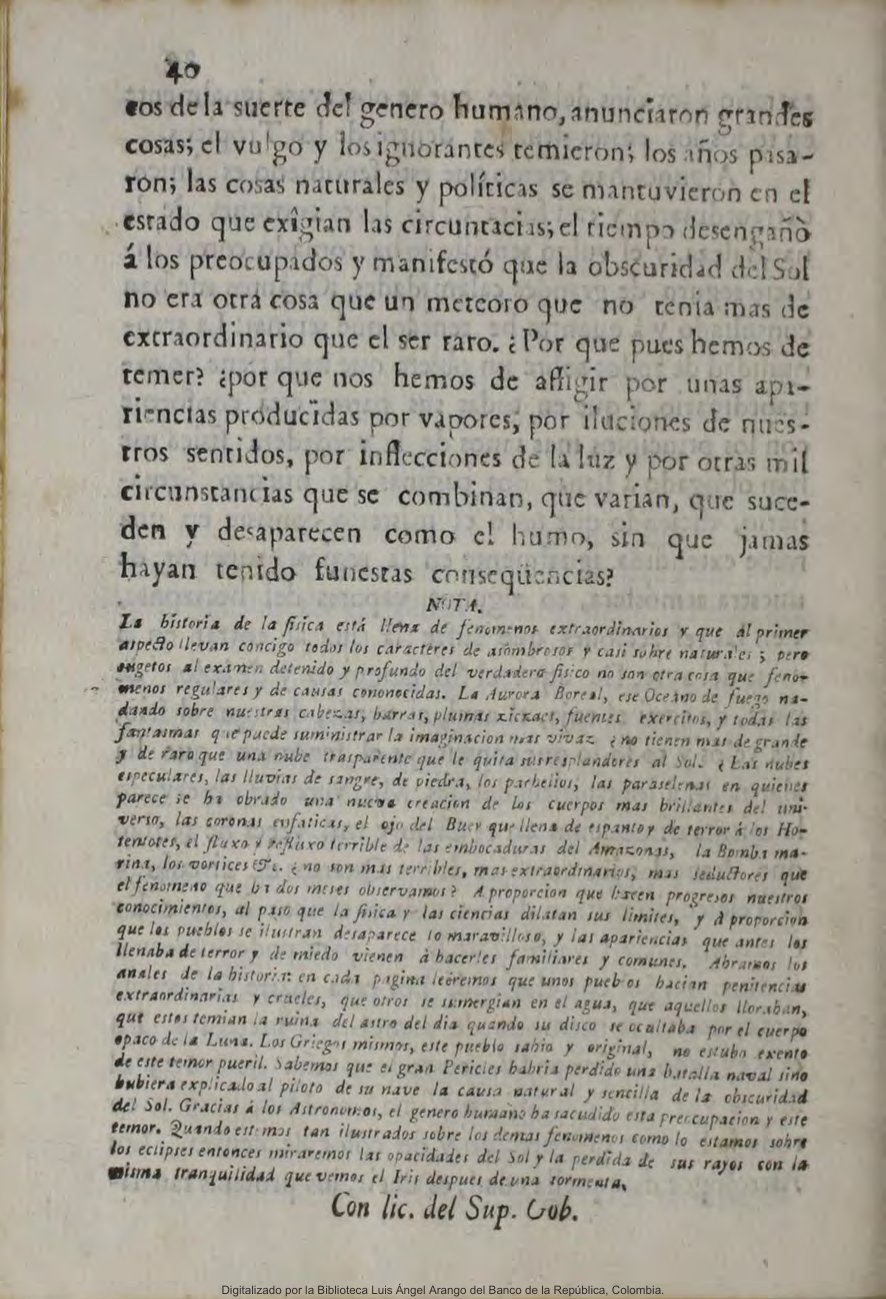 40
cos de la suerte del genero humano, anunciaron grandes
cosas; el vulgo y los ignorantes temieron; los años pasa-
ron; las cosas naturales y políticas se mantuvieron en el
estado que exîgian las circuntacias; el tiempo desengañò
á los preocupados y manifestó que la obscuridad del Sol
no era otra cosa que un meteoro que no tenia mas de
extraordinario que el ser raro. ¿Por que pues hemos de
temer? ¿por que nos hemos de afligir por unas apa-
riencias producidas por vapores, por iluciones de nues-
tros sentidos, por inflecciones de la luz y por otras mil
circunstancias que se combinan, que varian, que suce-
den y desaparecen como el humo, sin que jamas
hayan tenido funestas conseqüencias?
NOTA.
La historia de la fisica está llena de fenomenos extraordinarios y que al primer
aspecto llevan concigo todos los caractères de asombrosos y casi sobre naturales ; pero
sugetos al examen detenido y profundo del verdadero fisico no son otra cosa que feno-
menos regulares y de causas cononocidas. La Aurora Boreal, ese Oceano de fuego na-
dando sobre nuestras cabezas, barras, plumas zickzact, fuentes exercitos, y todas las
fantasmas que puede suministrar la imaginacion mas vivaz ¿no tienen mas de grande
y de raro que una nube trasparente que le quita sus resplandores al Sol. ¿Las nubes
especulares, las lluvias de sangre, de piedra, los parhelios, las paraselenas en quienes
parece se ha obrado una nueva creacion de los cuerpos mas brillantes del uni-
verso, las coronas enfaticas, el ojo del Buey que llena de espanto y de terror á los Ho-
tentotes, el fluxo y refluxo terrible de las embocaduras del Amazonas, la Bomba ma-
rina, los vortices &c. ¿no son mas terribles, mas extraordinarios, mas seductores que
el fenomeno que ha dos meses observamos? A proporcion que hacen progresos nuestros
conocimientos, al paso que la fisica y las ciencias dilatan sus limites, y á proporcion
que los pueblos se ilustran desaparece lo maravilloso, y las apariencias que antes los
llenaba de terror y de miedo vienen à hacerles familiares y comunes. Abramos los
anales de la historia: en cada pagina leèremos que unos pueblos hacian penitencias
extraordinarias y crueles, que otros se sumergian en el agua, que aquellos lloraban,
que estos temian la ruina del astro del dia quando su disco se ocultaba por el cuerpo
opaco de la Luna. Los Griegos mismos, este pueblo sabio y original, no estubo exento
de este temor pueril. Sabemos que el gran Pericles habria perdido una batalla naval sino
hubiera explicado al piloto de su nave la causa natural y sencilla de la obscuridad
del Sol. Gracias á los Astronomos, el genero humano ha sacudido esta preocupacion y este
temor. Quando estemos tan ilustrados sobre los demas fenomenos como lo estamos sobre
los eclipses entonces miraremos las opacidades del Sol y la perdida de sus rayos con la
misma tranquilidad que vemos el Iris despues de una tormenta.
Con lic. del Sup. Gob.
Digitalizado por la Biblioteca Luis Ángel Arango del Banco de la República, Colombia.